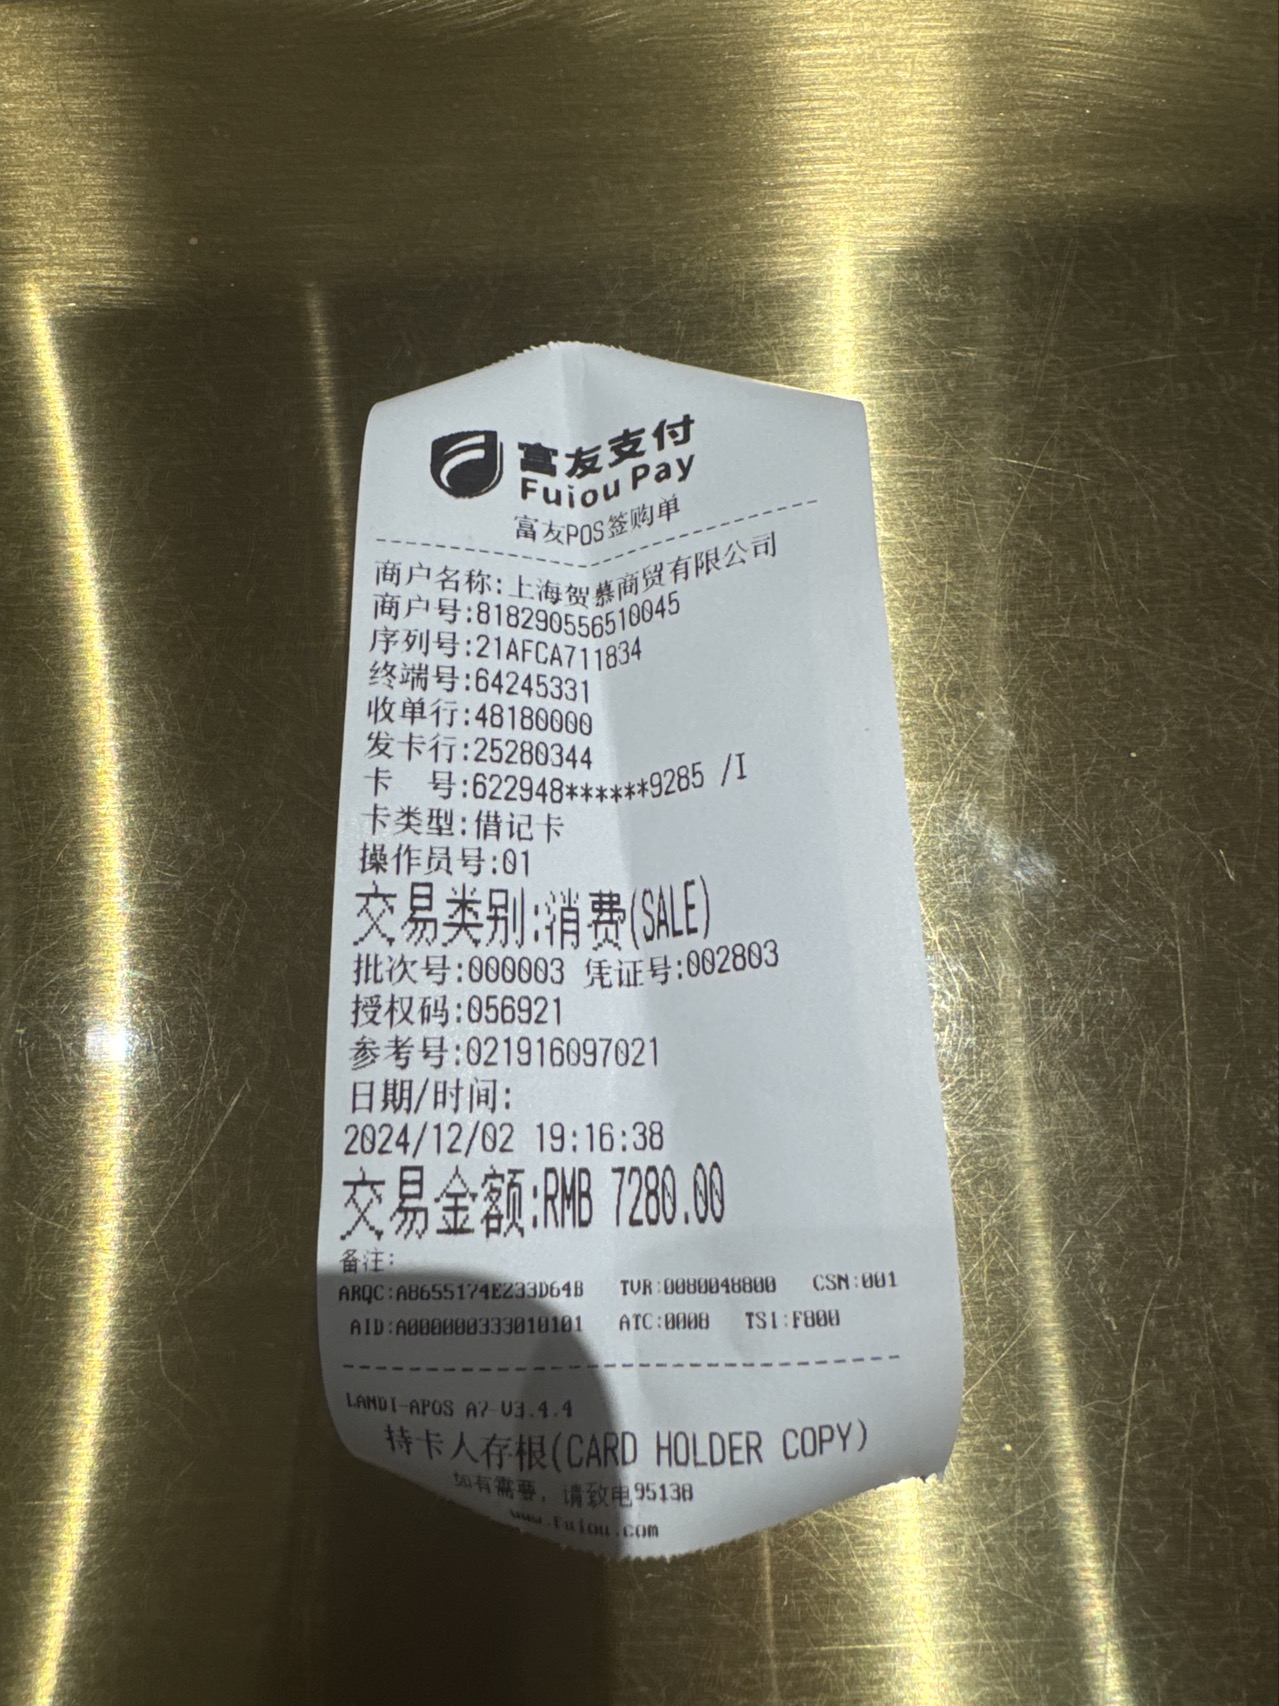 富友支付
Fuiou Pay
富友POS签购单
商户名称:上海贺慕商贸有限公司
商户号:818290556510045
序列号:21AFCA711834
终端号:64245331
收单行:48180000
发卡行:25280344
卡 号:622948******9285 /I
卡类型:借记卡
操作员号:01
交易类别:消费(SALE)
批次号:000003 凭证号:002803
授权码:056921
参考号:021916097021
日期/时间:
2024/12/02 19:16:38
交易金额:RMB 7280.00
备注:
ARQC:A8655174E233D64B TVR:0080048800 CSN:001
AID:A000000333010101 ATC:0008 TSI:F800
LANDI-APOS A7-V3.4.4
持卡人存根(CARD HOLDER COPY)
如有需要，请致电95138
www.fuiou.com